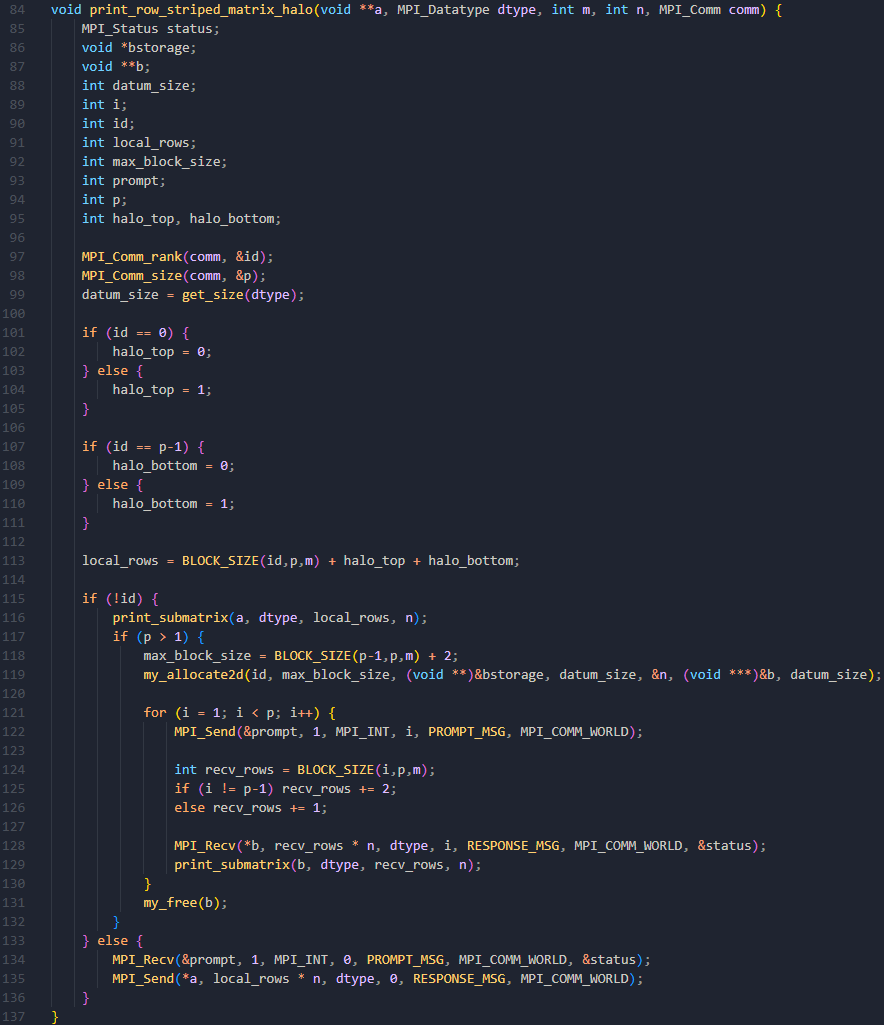 84 void print_row_striped_matrix_halo(void **a, MPI_Datatype dtype, int m, int n, MPI_Comm comm) {
85     MPI_Status status;
86     void *bstorage;
87     void **b;
88     int datum_size;
89     int i;
90     int id;
91     int local_rows;
92     int max_block_size;
93     int prompt;
94     int p;
95     int halo_top, halo_bottom;
96
97     MPI_Comm_rank(comm, &id);
98     MPI_Comm_size(comm, &p);
99     datum_size = get_size(dtype);
100
101     if (id == 0) {
102         halo_top = 0;
103     } else {
104         halo_top = 1;
105     }
106
107     if (id == p-1) {
108         halo_bottom = 0;
109     } else {
110         halo_bottom = 1;
111     }
112
113     local_rows = BLOCK_SIZE(id,p,m) + halo_top + halo_bottom;
114
115     if (!id) {
116         print_submatrix(a, dtype, local_rows, n);
117         if (p > 1) {
118             max_block_size = BLOCK_SIZE(p-1,p,m) + 2;
119             my_allocate2d(id, max_block_size, (void **)&bstorage, datum_size, &n, (void ***)&b, datum_size);
120
121             for (i = 1; i < p; i++) {
122                 MPI_Send(&prompt, 1, MPI_INT, i, PROMPT_MSG, MPI_COMM_WORLD);
123
124                 int recv_rows = BLOCK_SIZE(i,p,m);
125                 if (i != p-1) recv_rows += 2;
126                 else recv_rows += 1;
127
128                 MPI_Recv(*b, recv_rows * n, dtype, i, RESPONSE_MSG, MPI_COMM_WORLD, &status);
129                 print_submatrix(b, dtype, recv_rows, n);
130             }
131             my_free(b);
132         }
133     } else {
134         MPI_Recv(&prompt, 1, MPI_INT, 0, PROMPT_MSG, MPI_COMM_WORLD, &status);
135         MPI_Send(*a, local_rows * n, dtype, 0, RESPONSE_MSG, MPI_COMM_WORLD);
136     }
137 }